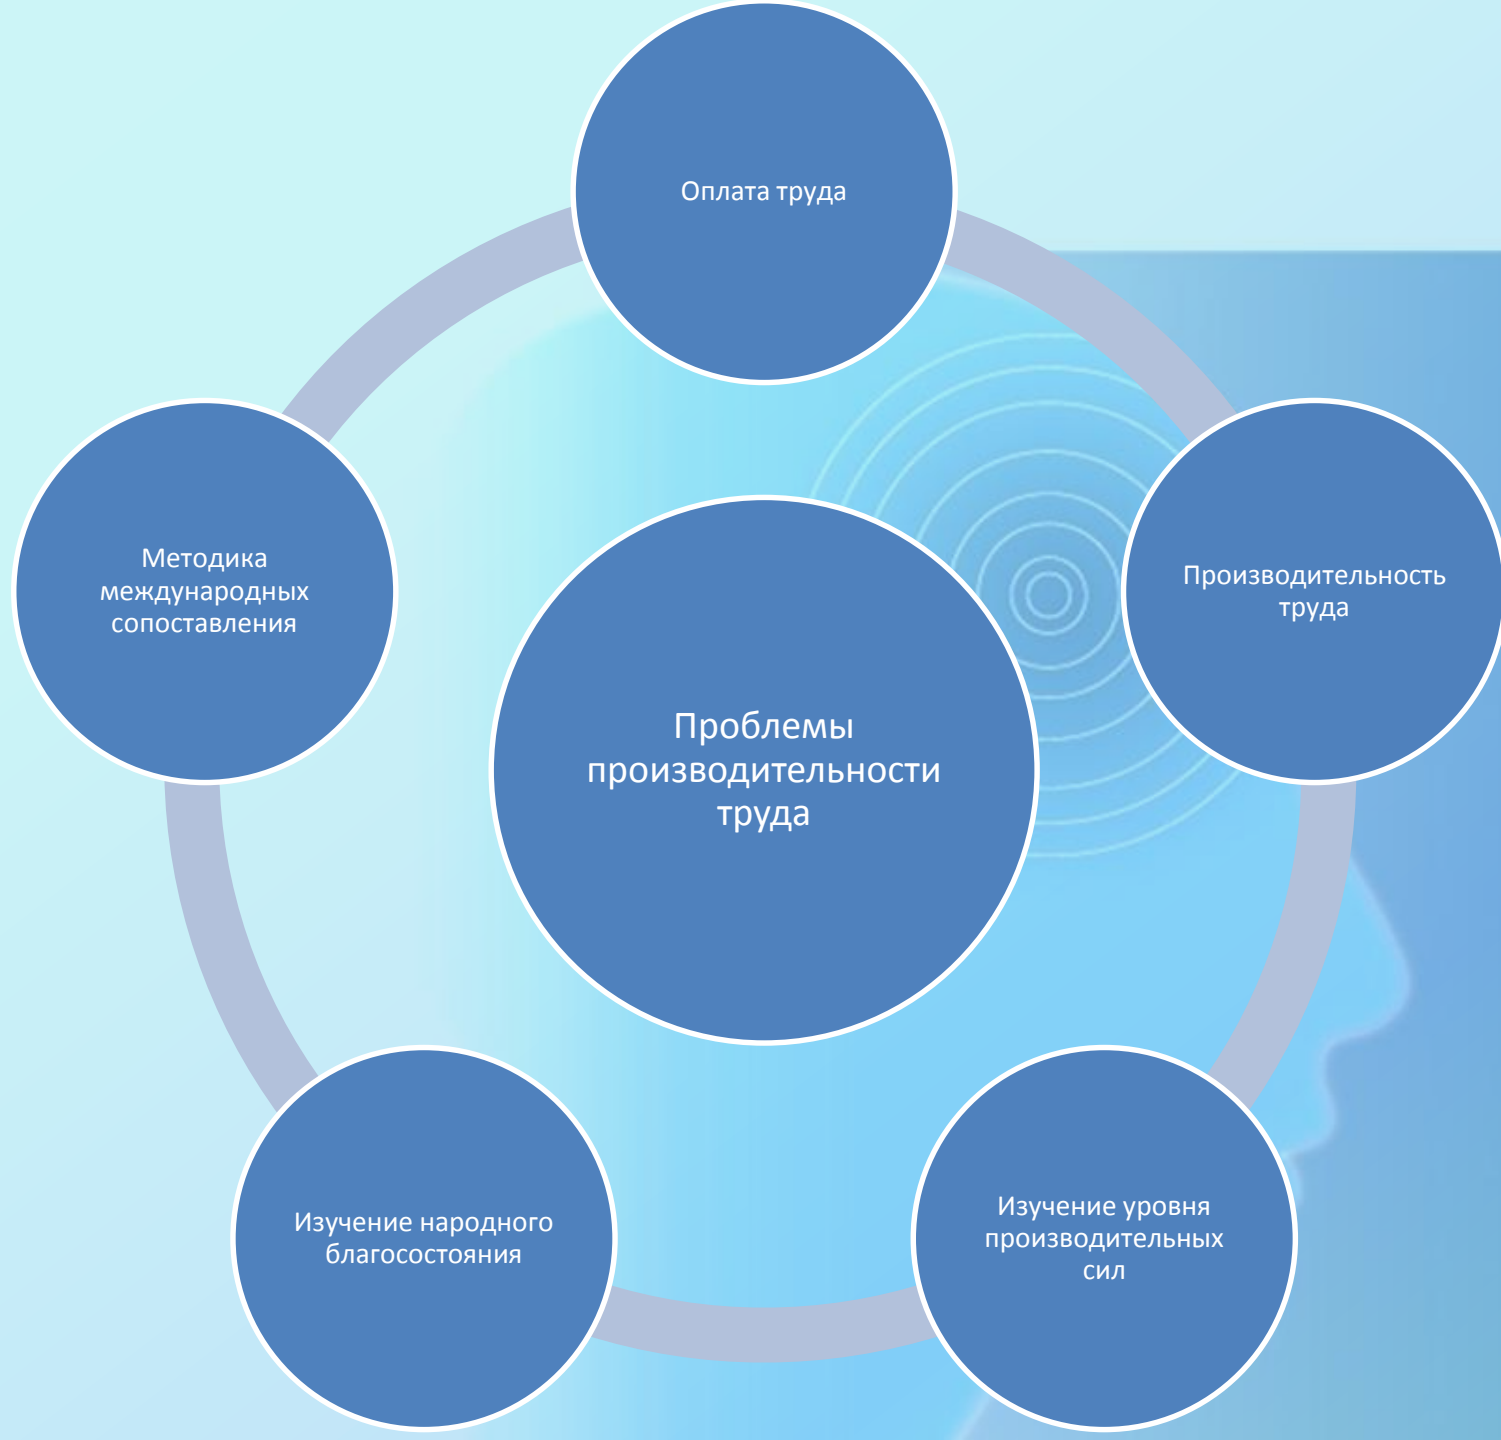 Оплата труда
Производительность
труда
Изучение уровня
производительных
сил
Изучение народного
благосостояния
Методика
международных
сопоставления
Проблемы
производительности
труда